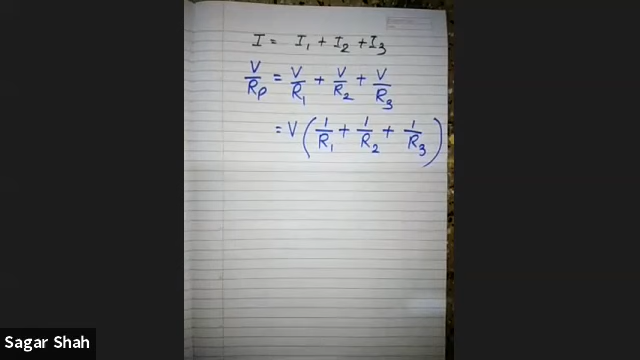 I = I₁ + I₂ + I₃
V/Rₚ = V/R₁ + V/R₂ + V/R₃
= V (1/R₁ + 1/R₂ + 1/R₃)
Sagar Shah